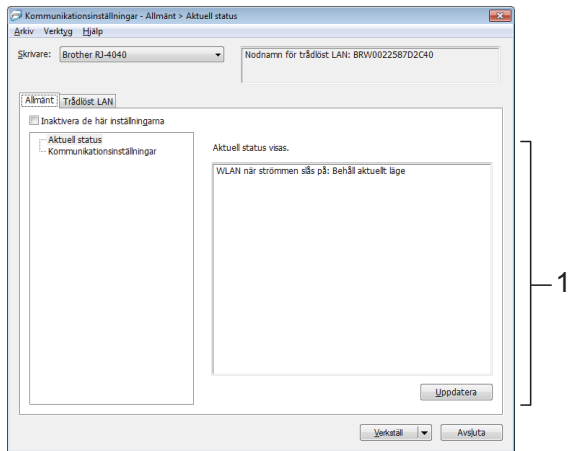 Kommunikationsinställningar - Allmänt > Aktuell status
Arkiv Verktyg Hjälp
Skrivare: Brother RJ-4040
Nodnamn för trådlöst LAN: BRW0022587D2C40
Allmänt Trådlöst LAN
Inaktivera de här inställningarna
Aktuell status
Kommunikationsinställningar
Aktuell status visas.
WLAN när strömmen slås på: Behåll aktuellt läge
1
Uppdatera
Verkställ Avsluta